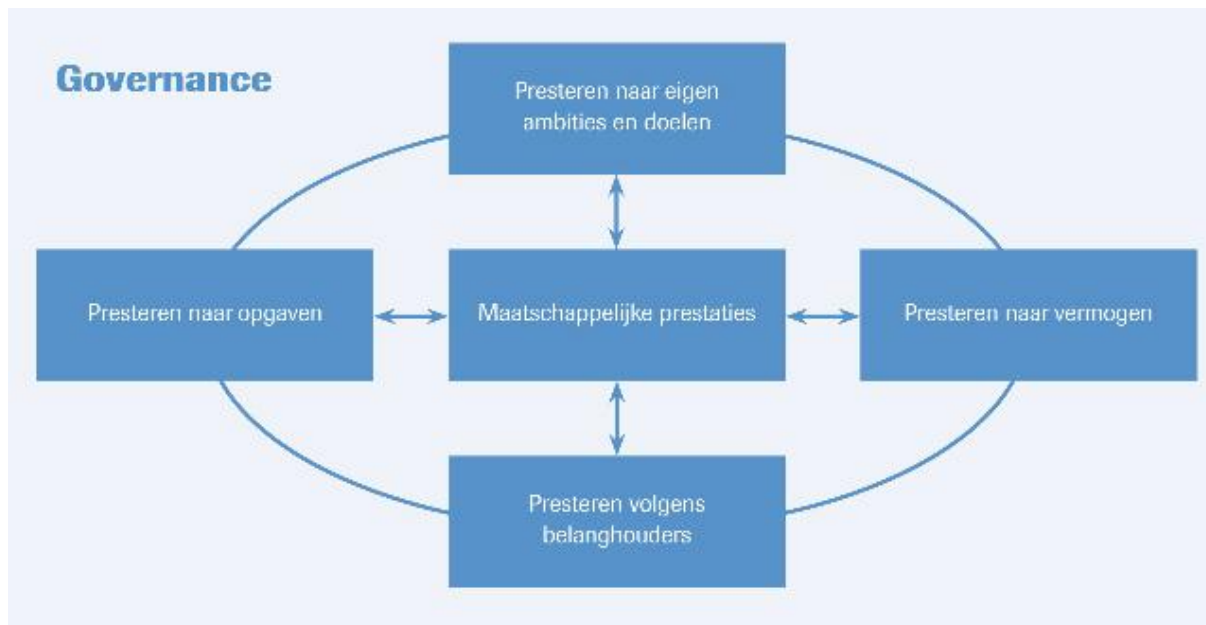 Governance
Presteren naar eigen
ambities en doelen
Presteren naar opgaven
Maatschappelijke prestaties
Presteren naar vermogen
Presteren volgens
belanghouders